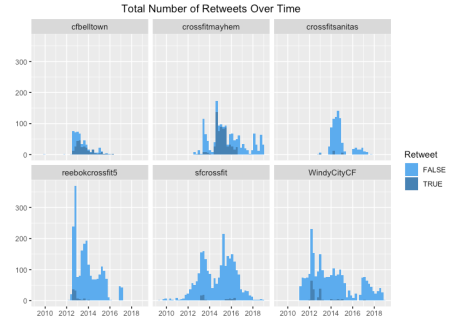 Total Number of Retweets Over Time
cfbelltown crossfitmayhem crossfitsanitas
300
200
100
0
reebokcrossfit5 sfcrossfit WindyCityCF
300
200
100
0
2010 2012 2014 2016 2018 2010 2012 2014 2016 2018 2010 2012 2014 2016 2018
Retweet
FALSE
TRUE